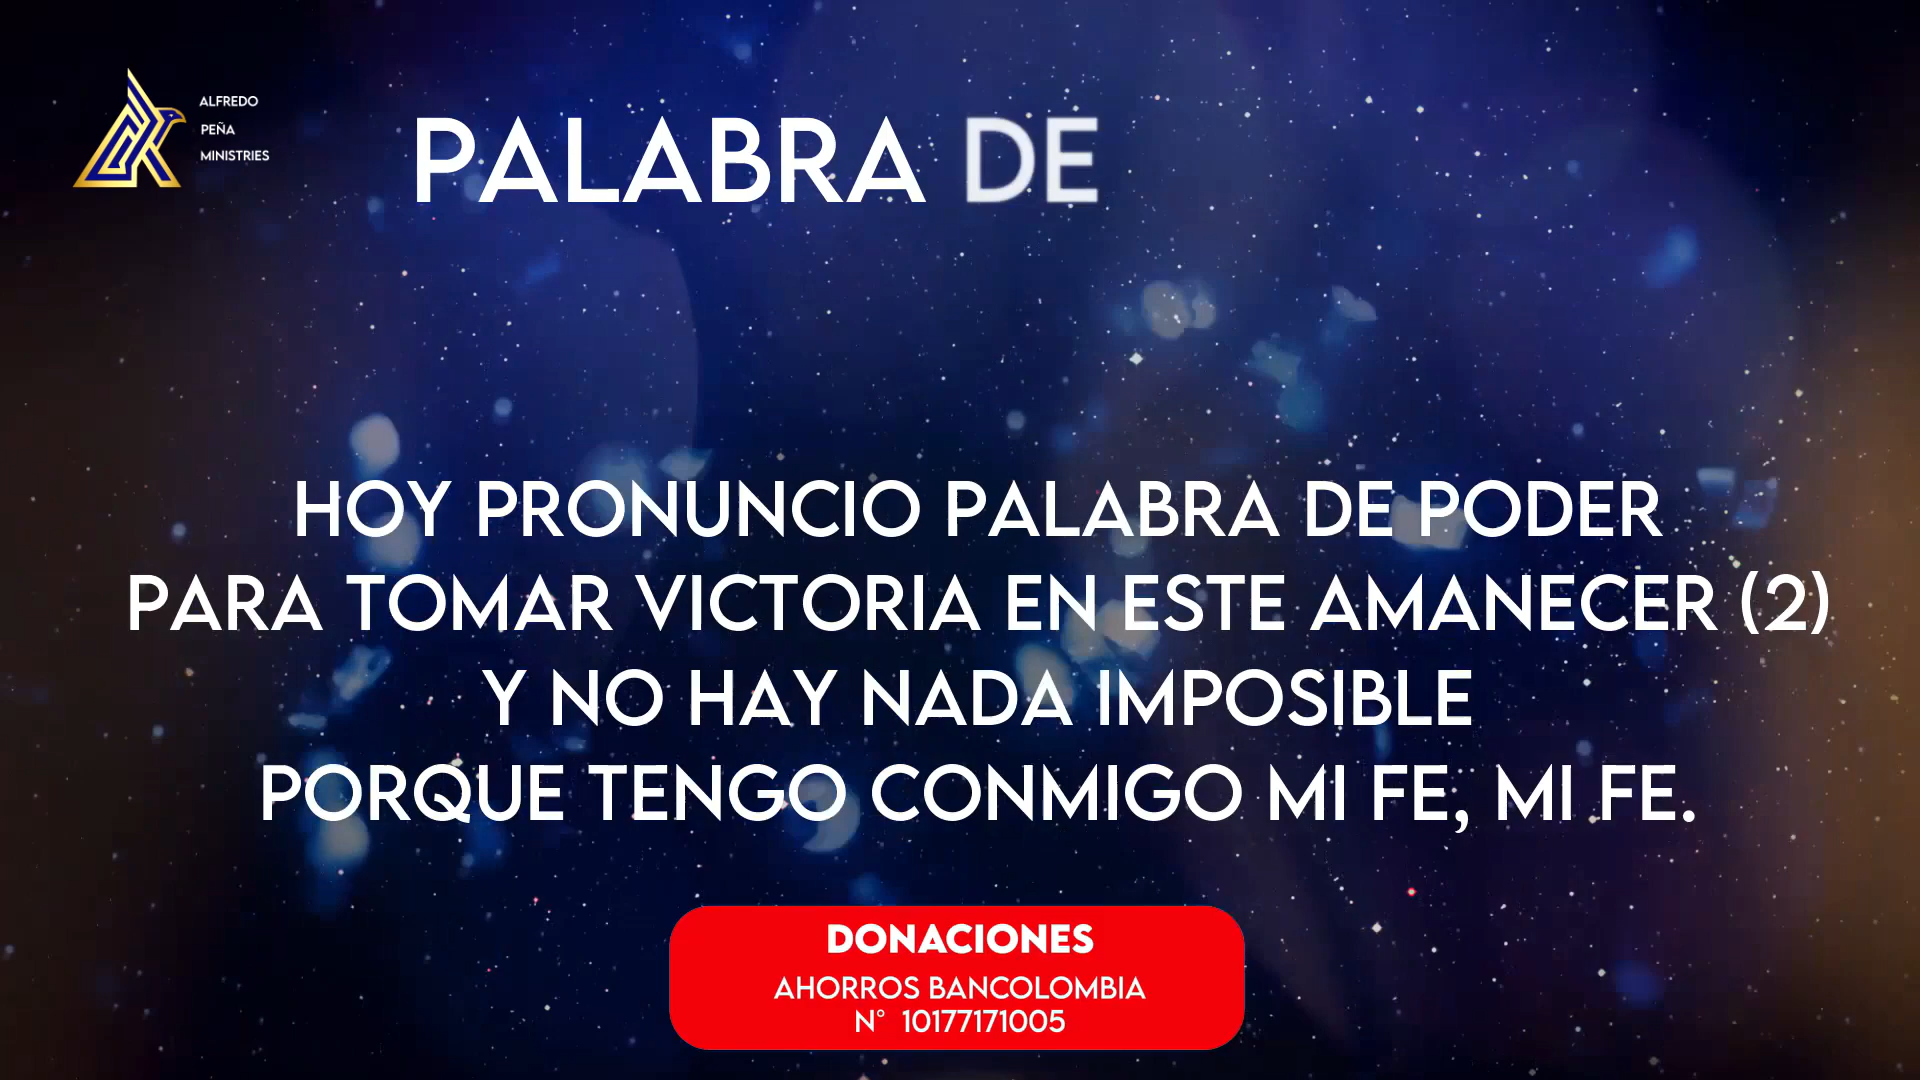 ALFREDO
PEÑA
MINISTRIES
PALABRA DE
HOY PRONUNCIO PALABRA DE PODER
PARA TOMAR VICTORIA EN ESTE AMANECER (2)
Y NO HAY NADA IMPOSIBLE
PORQUE TENGO CONMIGO MI FE, MI FE.
DONACIONES
AHORROS BANCOLOMBIA
N° 10177171005